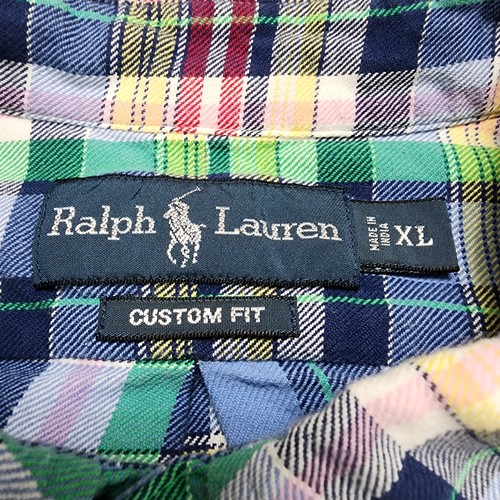 Ralph Lauren
MADE IN
INDIA
XL
CUSTOM FIT